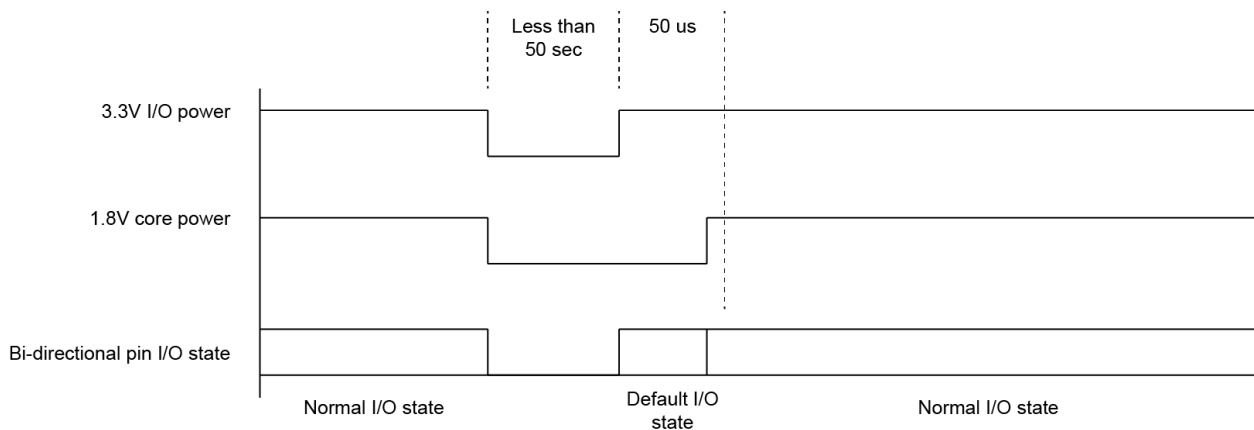 Less than
50 sec
50 us
3.3V I/O power
1.8V core power
Bi-directional pin I/O state
Normal I/O state
Default I/O
state
Normal I/O state